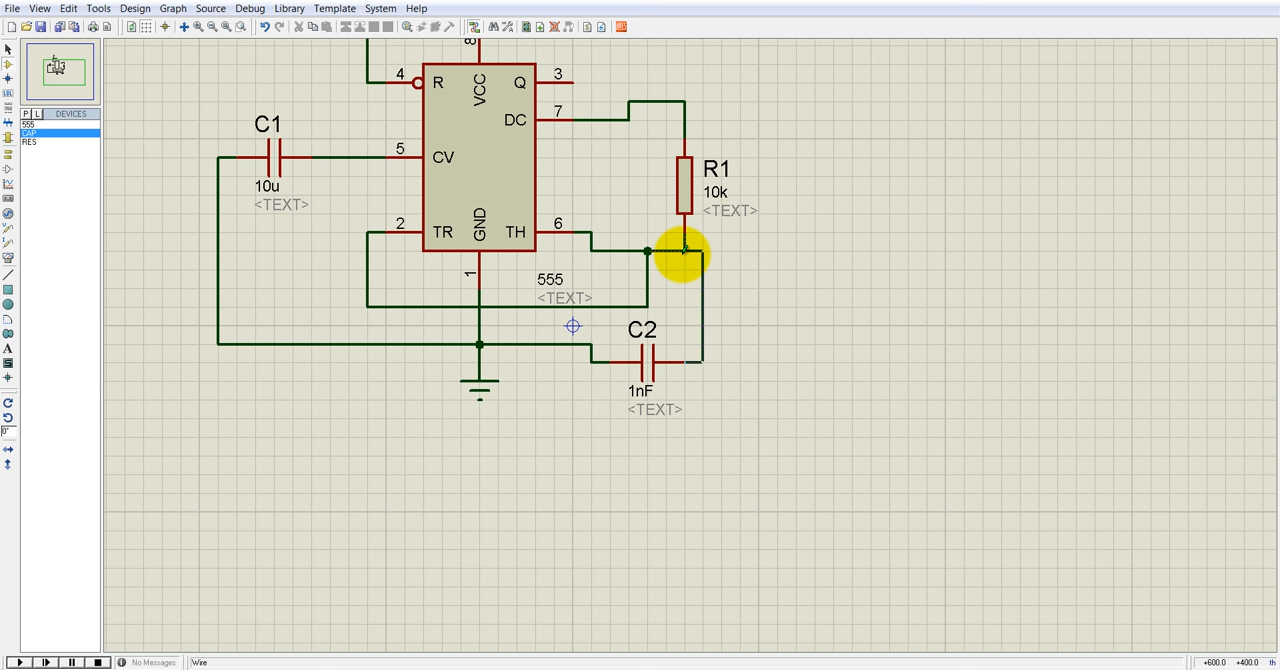 File View Edit Tools Design Graph Source Debug Library Template System Help
P L DEVICES
555
CAP
RES
8
4 R VCC Q 3
DC 7
C1
5 CV
10u
<TEXT>
R1
10k
<TEXT>
2 TR GND TH 6
1
555
<TEXT>
C2
1nF
<TEXT>
No Messages Wire +600.0 +400.0 th